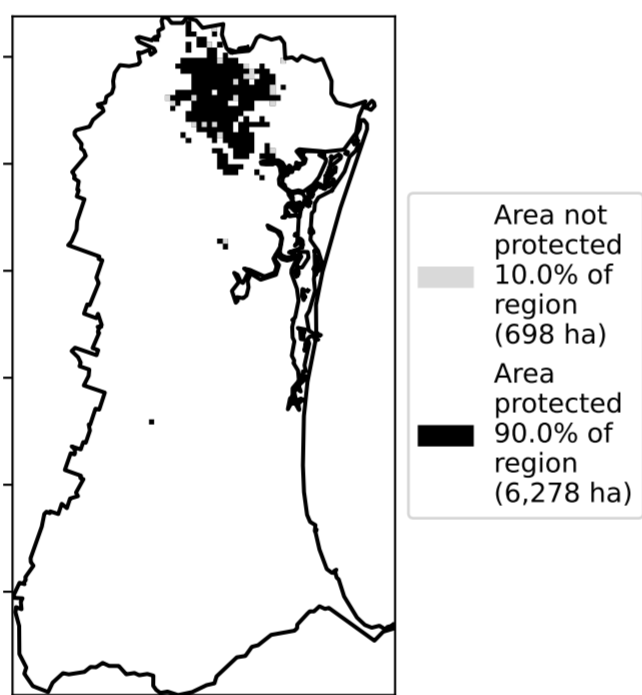 Area not
protected
10.0% of
region
(698 ha)
Area
protected
90.0% of
region
(6,278 ha)